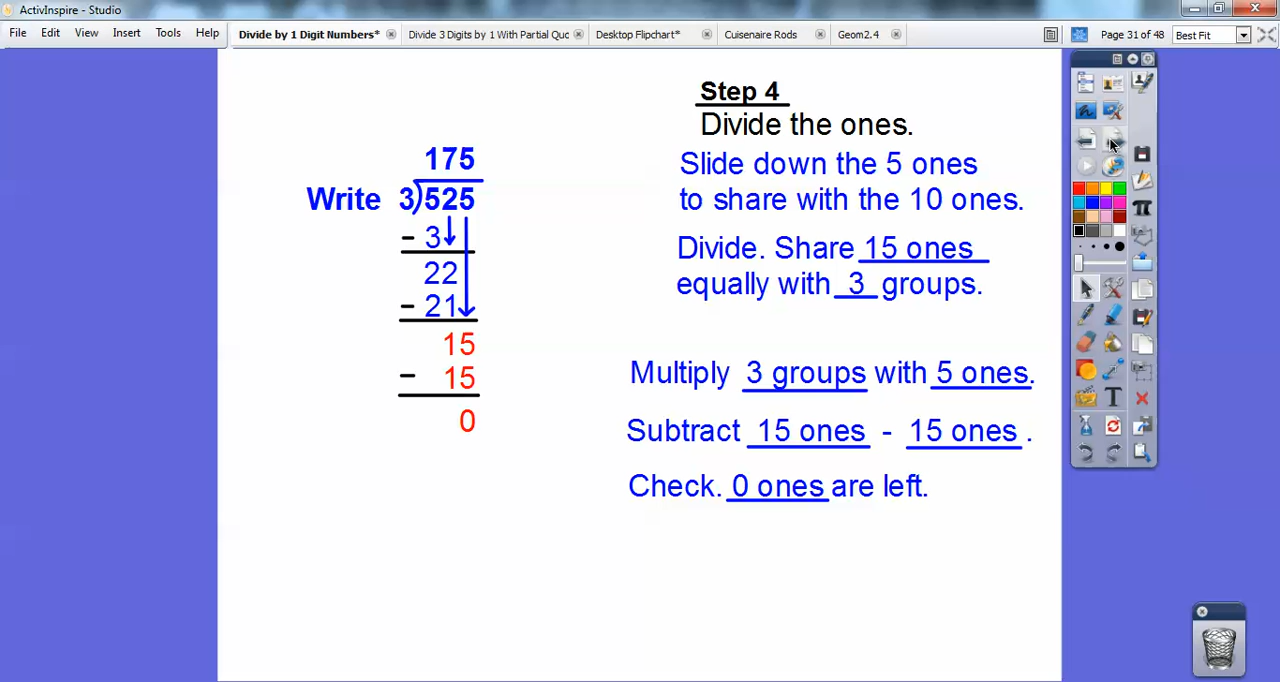 ActivInspire - Studio
File Edit View Insert Tools Help
Divide by 1 Digit Numbers* Divide 3 Digits by 1 With Partial Quc Desktop Flipchart* Cuisenaire Rods Geom2.4 Page 31 of 48 Best Fit
Step 4
Divide the ones.
175
Write 3)525
- 3
22
- 21
15
- 15
0
Slide down the 5 ones
to share with the 10 ones.
Divide. Share 15 ones
equally with 3 groups.
Multiply 3 groups with 5 ones.
Subtract 15 ones - 15 ones .
Check. 0 ones are left.